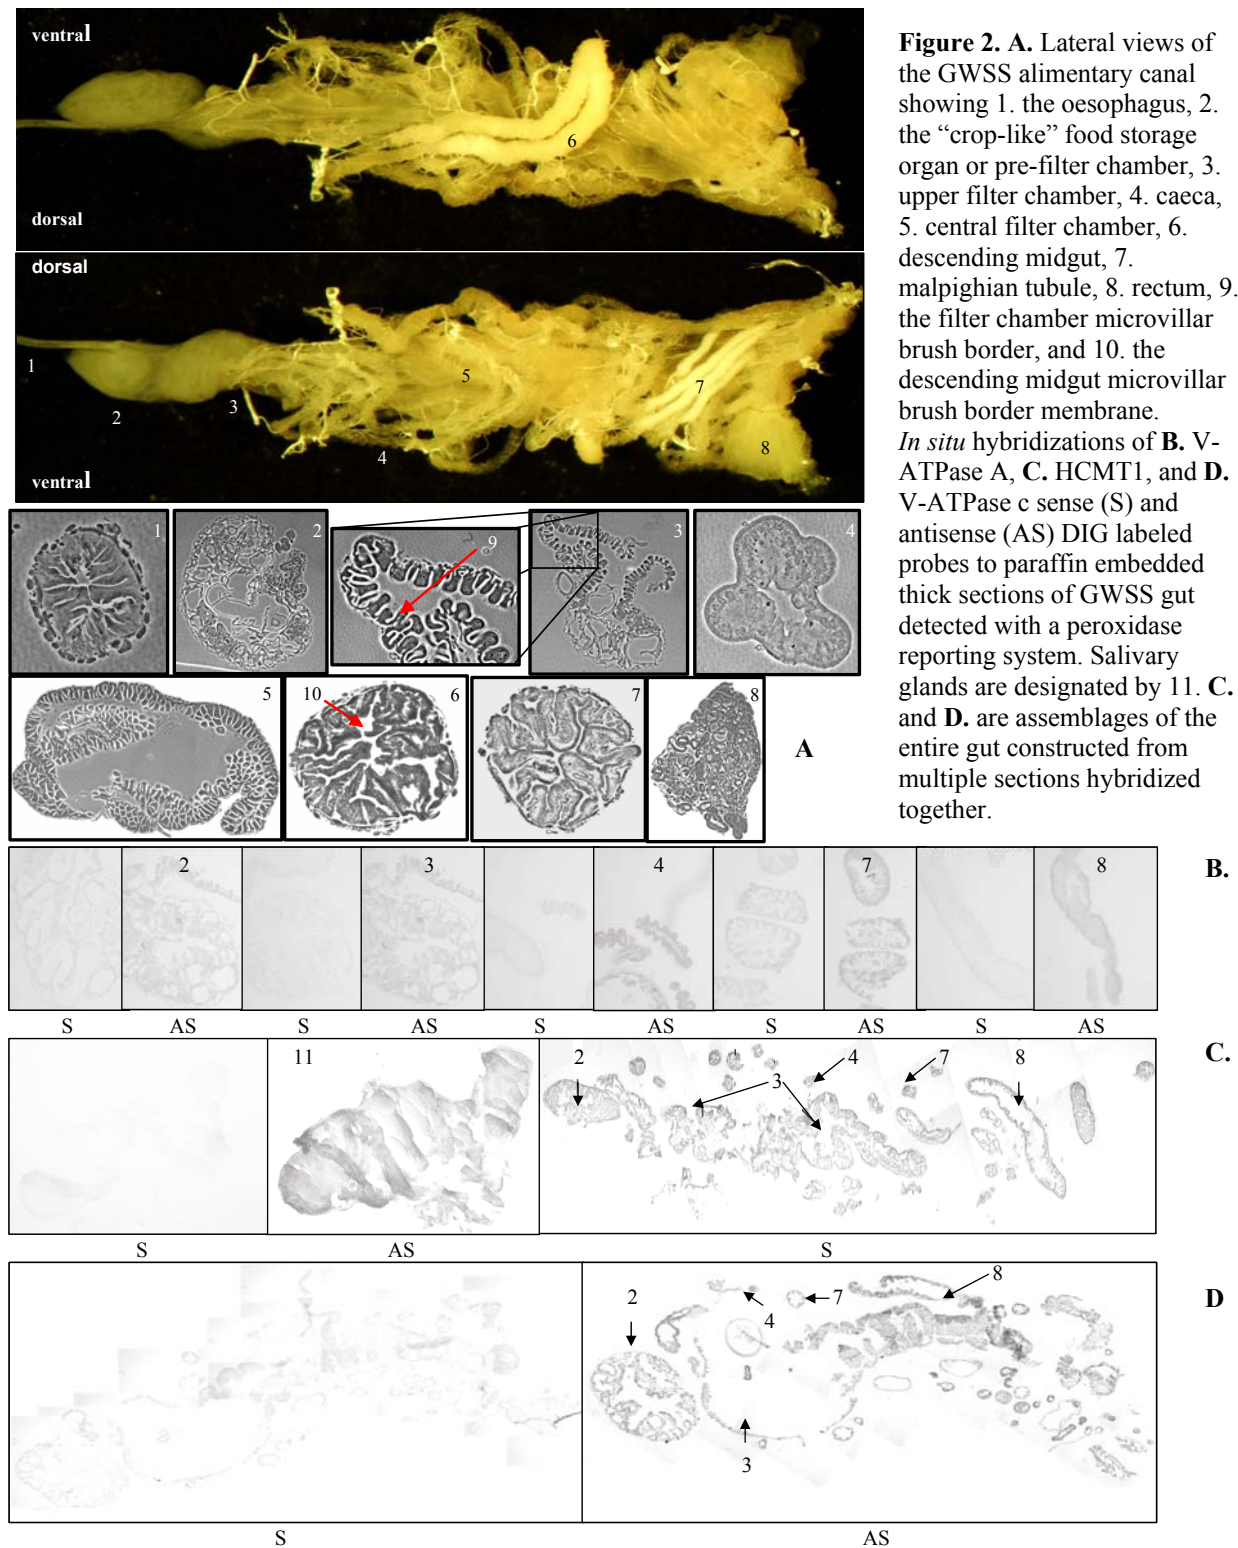 ventral
dorsal
6
dorsal
1
2
3
4
5
7
8
ventral
Figure 2. A. Lateral views of
the GWSS alimentary canal
showing 1. the oesophagus, 2.
the “crop-like” food storage
organ or pre-filter chamber, 3.
upper filter chamber, 4. caeca,
5. central filter chamber, 6.
descending midgut, 7.
malpighian tubule, 8. rectum, 9.
the filter chamber microvillar
brush border, and 10. the
descending midgut microvillar
brush border membrane.
In situ hybridizations of B. V-
ATPase A, C. HCMT1, and D.
V-ATPase c sense (S) and
antisense (AS) DIG labeled
probes to paraffin embedded
thick sections of GWSS gut
detected with a peroxidase
reporting system. Salivary
glands are designated by 11. C.
and D. are assemblages of the
entire gut constructed from
multiple sections hybridized
together.
1 2 9 3 4
5 10 6 7 8 A
2 3 4 7 8 B.
S AS S AS S AS S AS S AS
11 2 3 4 7 8 C.
S AS S
2 4 7 8 3 D
S AS